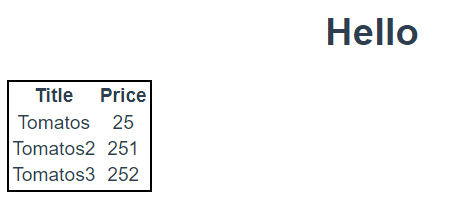 Hello
Title Price
Tomatos 25
Tomatos2 251
Tomatos3 252